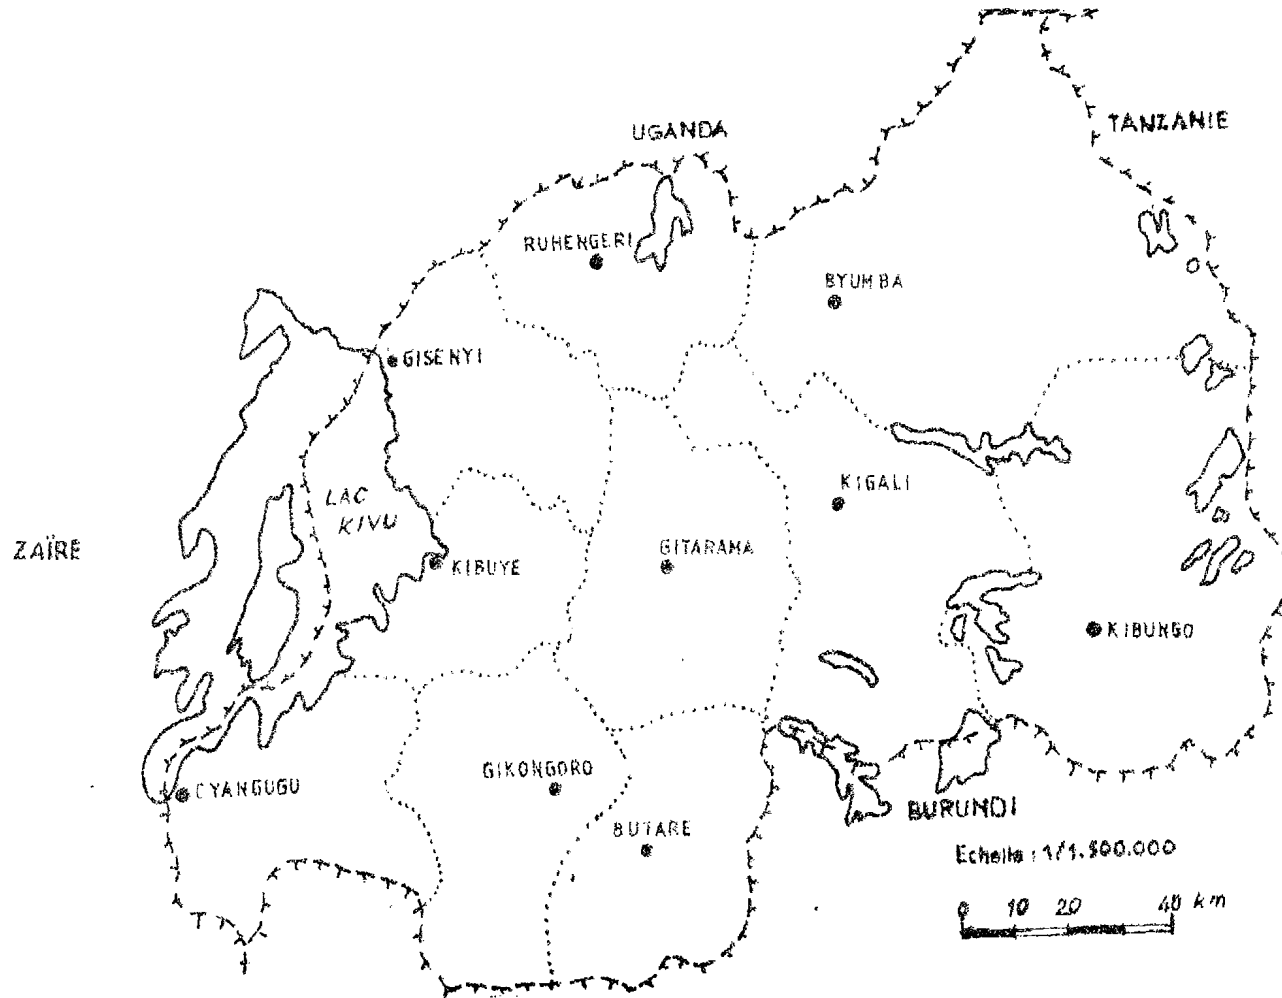 UGANDA
TANZANIE
RUHENGERI
BYUMBA
GISENYI
LAC
KIVU
KIGALI
ZAÏRE
KIBUYE
GITARAMA
KIBUNGO
GIKONGORO
CYANGUGU
BURUNDI
BUTARE
Echelle : 1/1.500.000
0 10 20 40 km